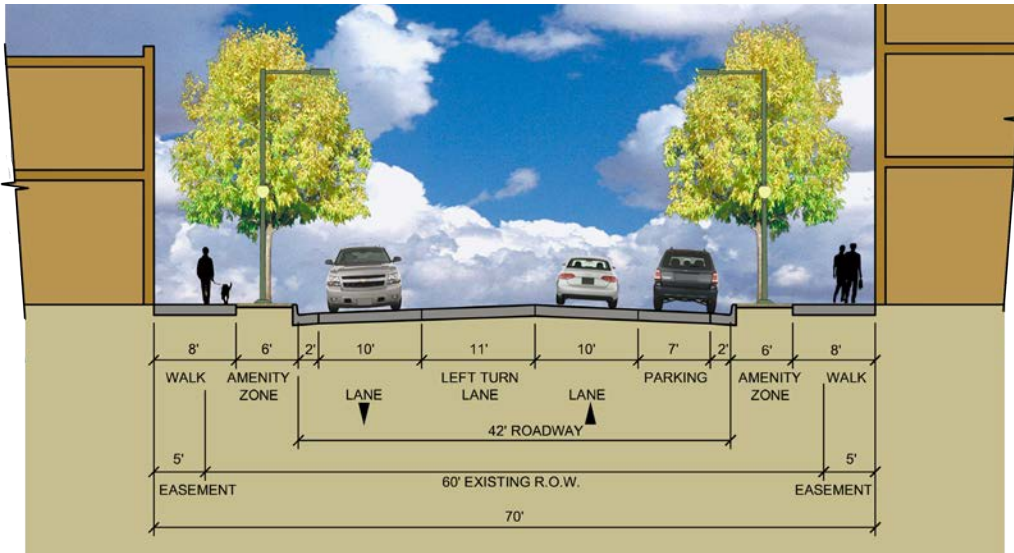 8' 6' 2' 10' 11' 10' 7' 2' 6' 8'
WALK AMENITY ZONE LANE LEFT TURN LANE LANE PARKING AMENITY ZONE WALK
42' ROADWAY
5' 5'
60' EXISTING R.O.W.
EASEMENT EASEMENT
70'